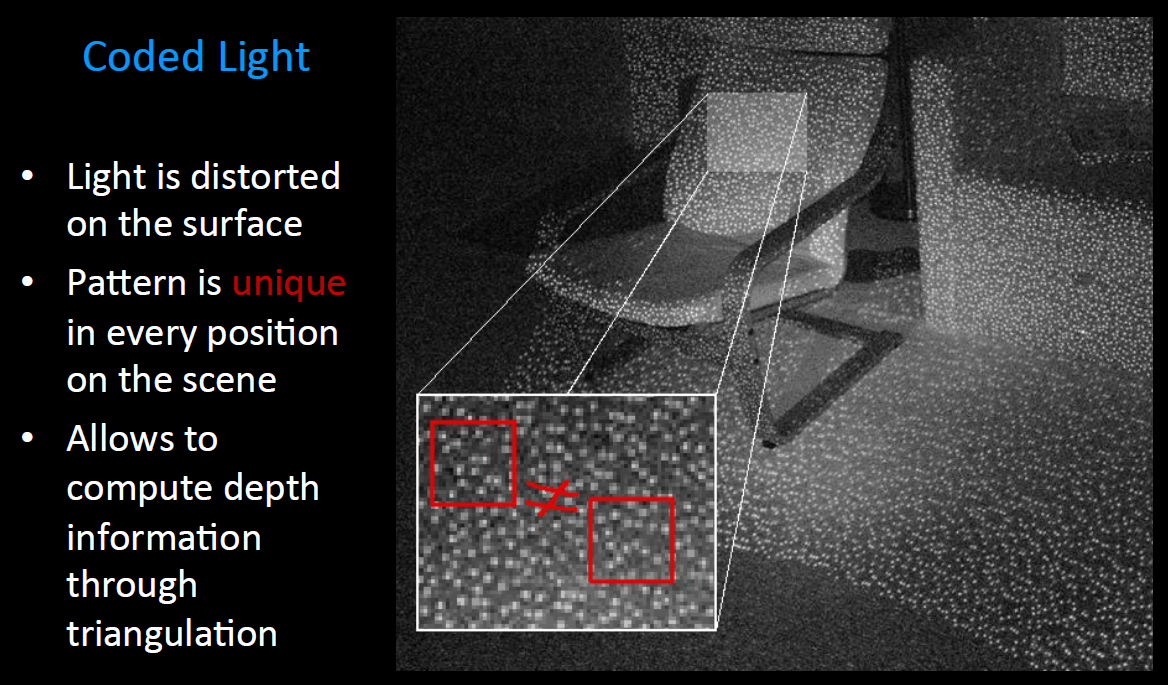 Coded Light
• Light is distorted
on the surface
• Pattern is unique
in every position
on the scene
• Allows to
compute depth
information
through
triangulation
≠